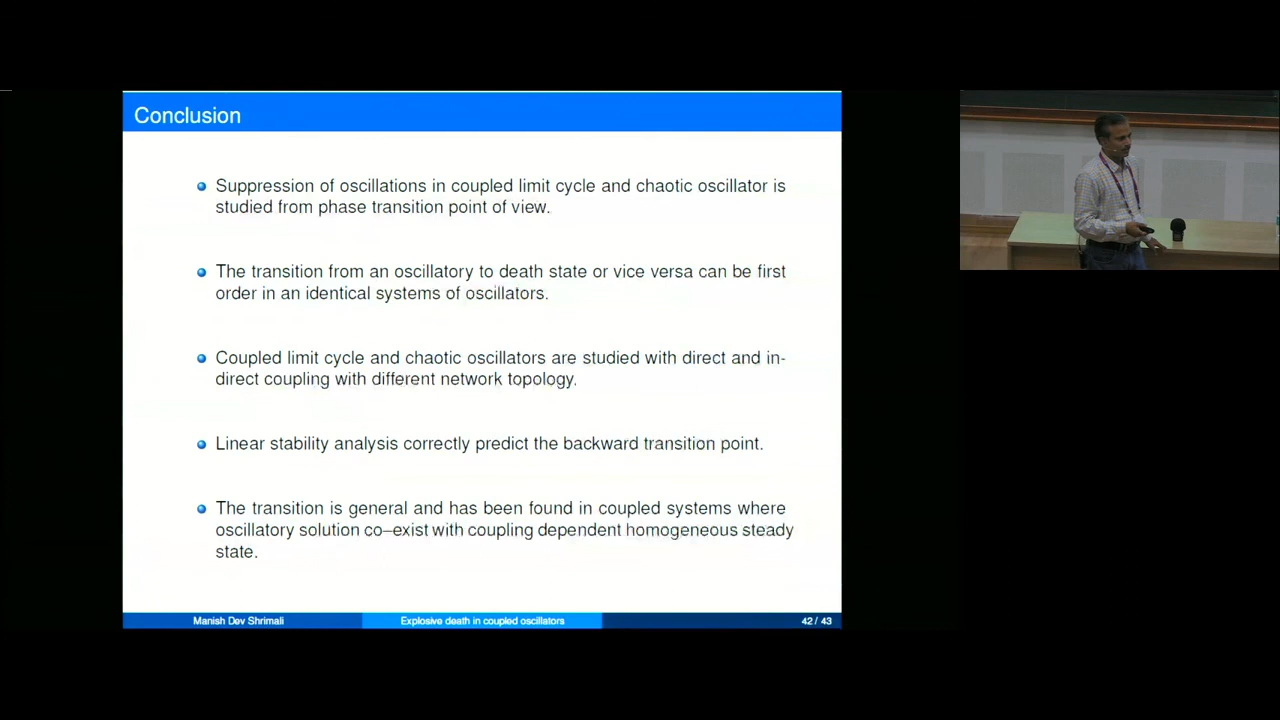 Conclusion
Suppression of oscillations in coupled limit cycle and chaotic oscillator is
studied from phase transition point of view.
The transition from an oscillatory to death state or vice versa can be first
order in an identical systems of oscillators.
Coupled limit cycle and chaotic oscillators are studied with direct and in-
direct coupling with different network topology.
Linear stability analysis correctly predict the backward transition point.
The transition is general and has been found in coupled systems where
oscillatory solution co–exist with coupling dependent homogeneous steady
state.
Manish Dev Shrimali
Explosive death in coupled oscillators
42 / 43